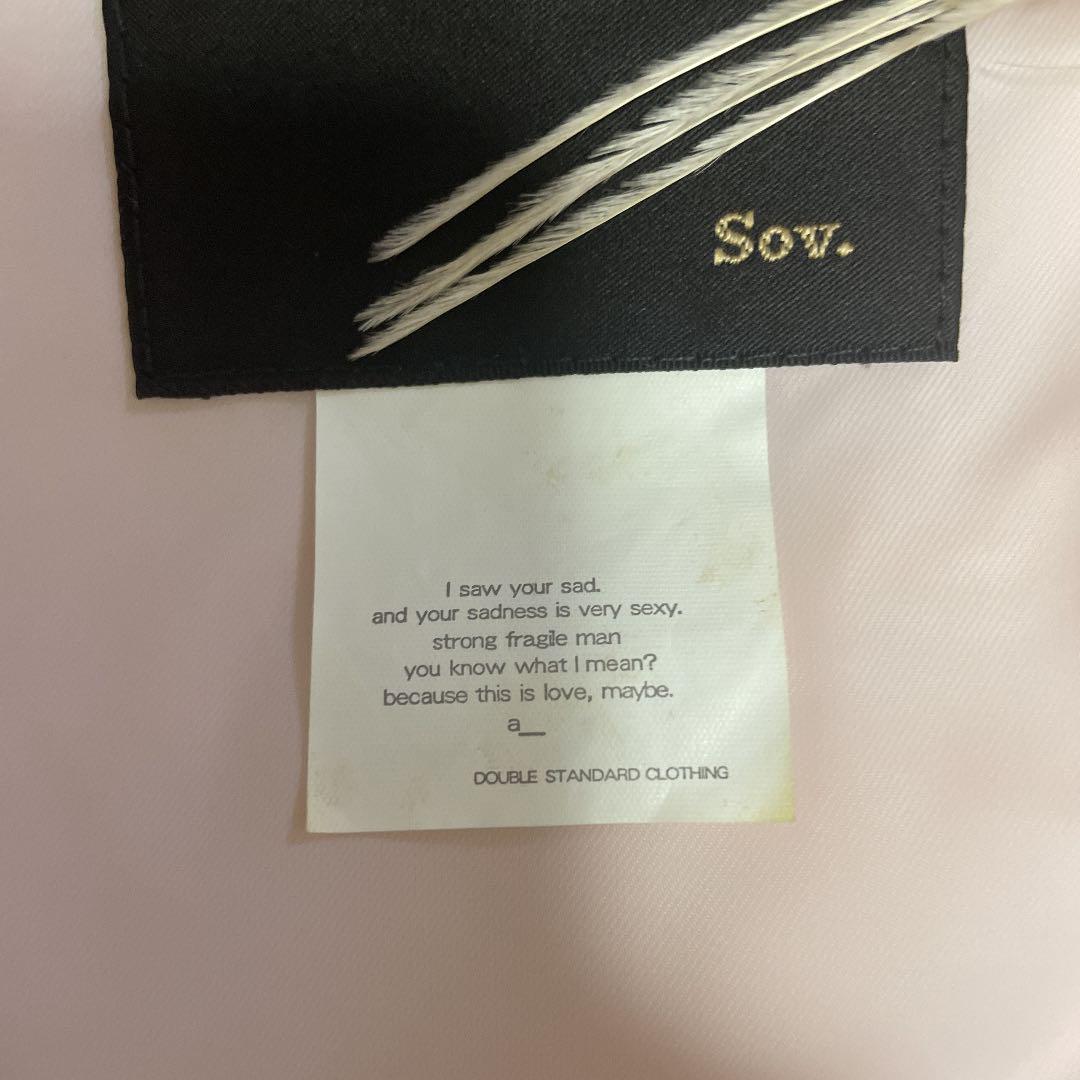 Sov.
I saw your sad.
and your sadness is very sexy.
strong fragile man
you know what I mean?
because this is love, maybe.
a__
DOUBLE STANDARD CLOTHING